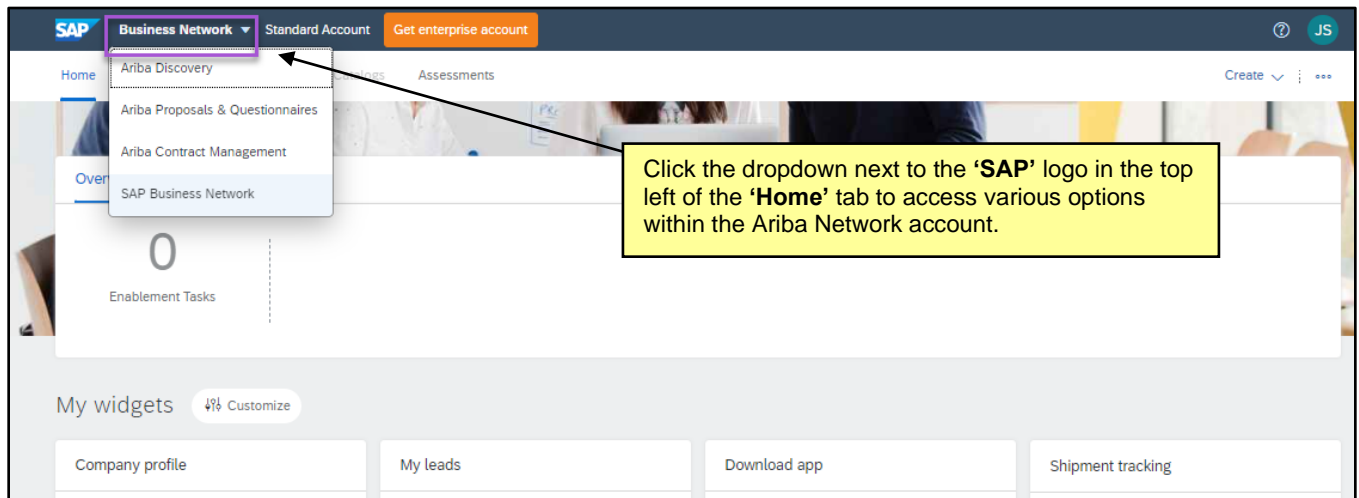 SAP Business Network Standard Account Get enterprise account JS
Home Catalogs Assessments Create
Ariba Discovery
Ariba Proposals & Questionnaires
Ariba Contract Management
SAP Business Network
Click the dropdown next to the ‘SAP’ logo in the top
left of the ‘Home’ tab to access various options
within the Ariba Network account.
0
Enablement Tasks
My widgets Customize
Company profile My leads Download app Shipment tracking